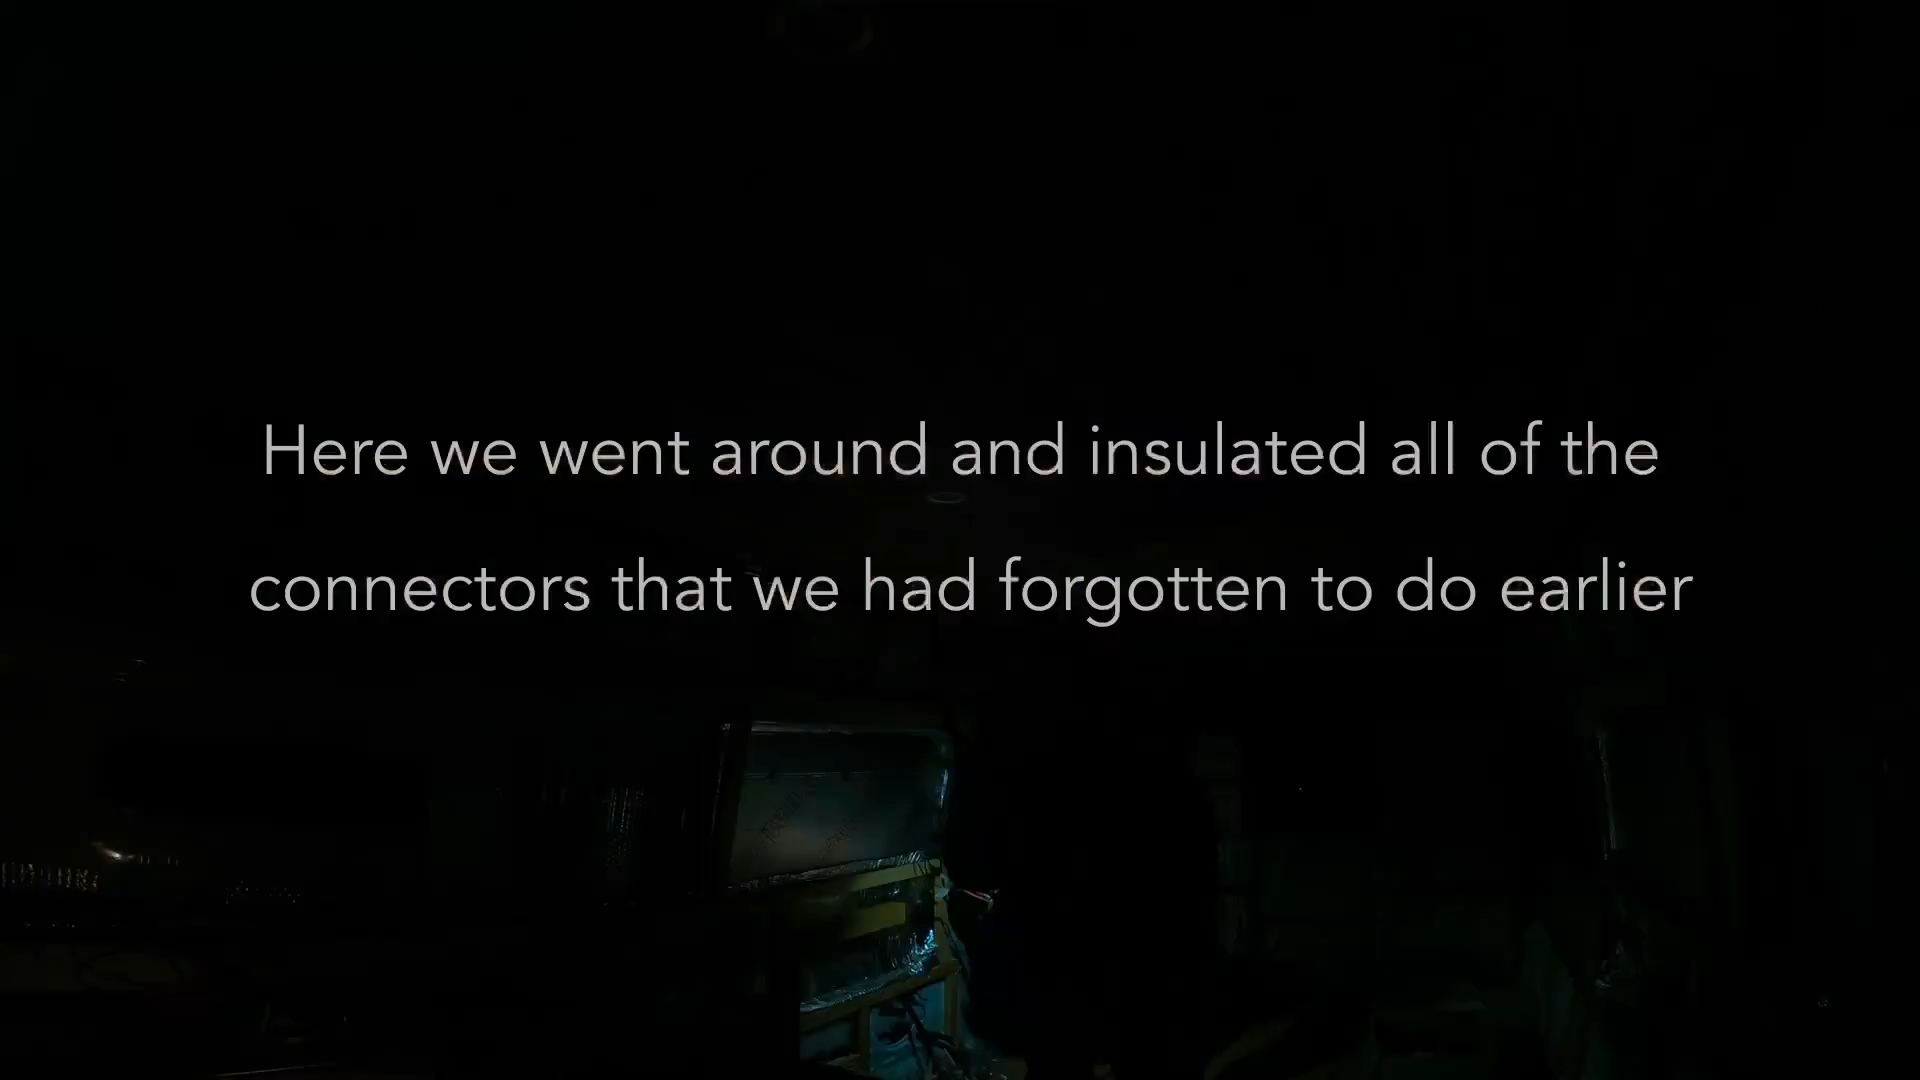 Here we went around and insulated all of the
connectors that we had forgotten to do earlier